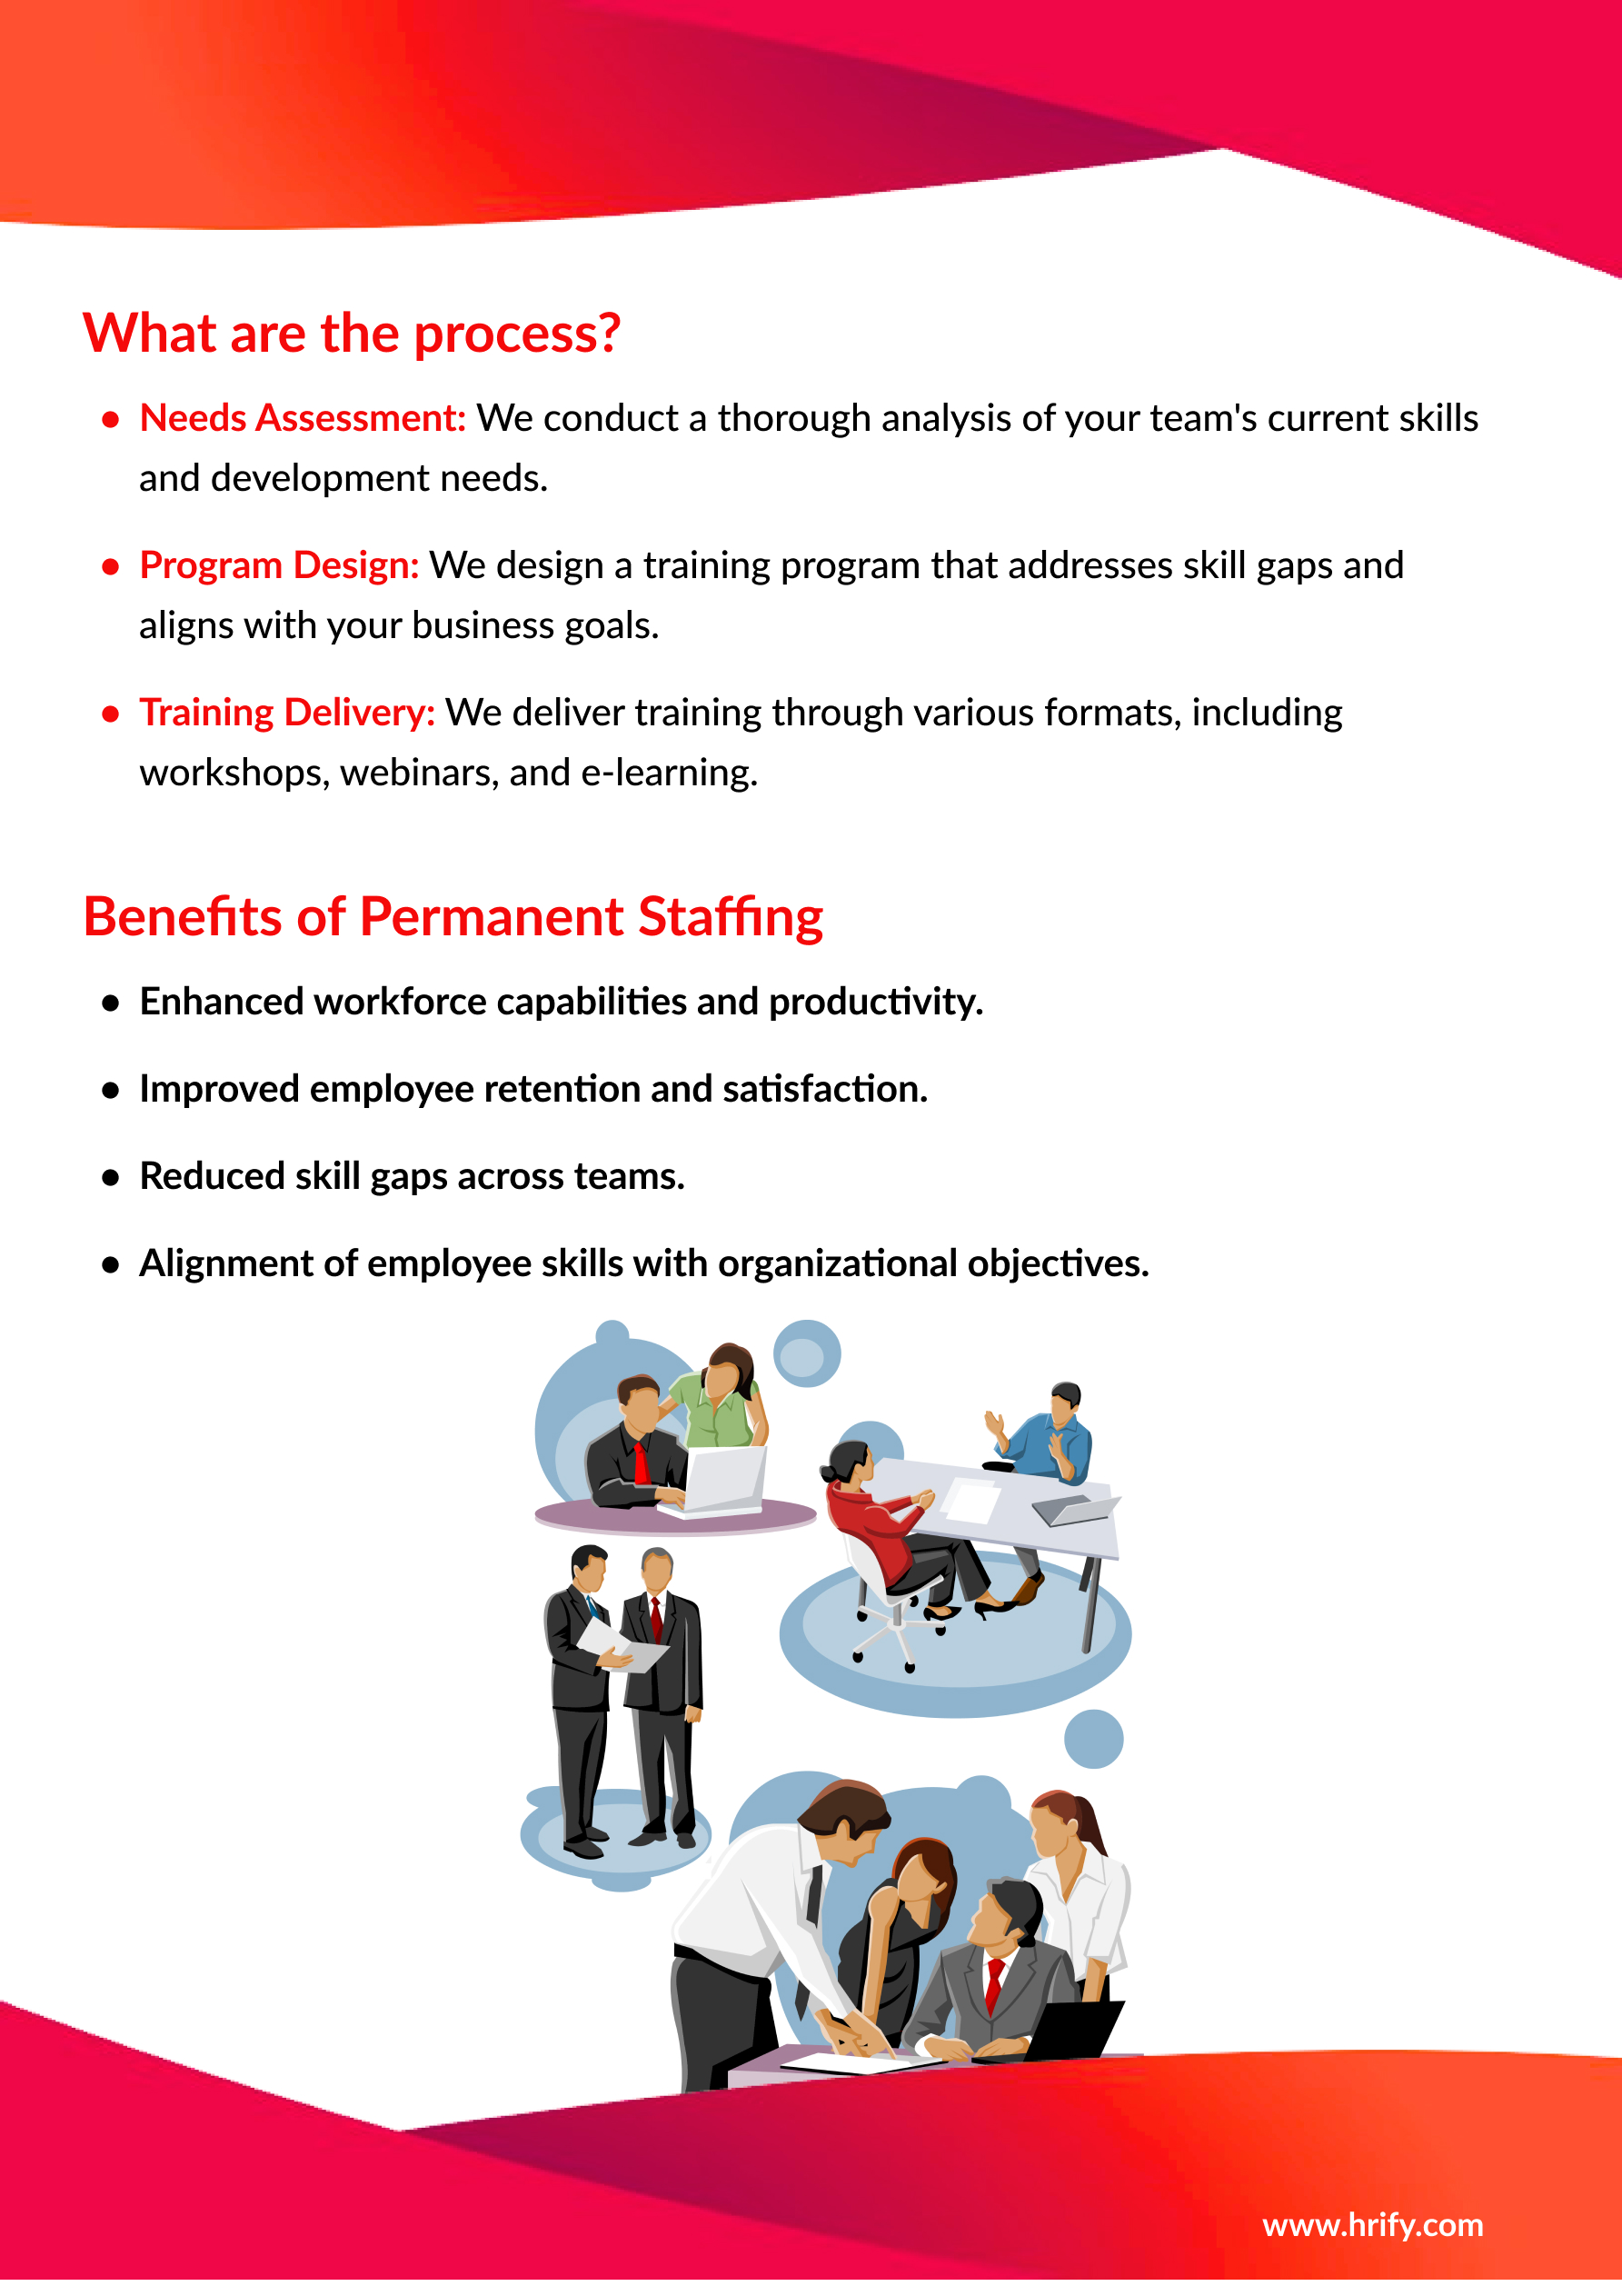 What are the process?
● Needs Assessment: We conduct a thorough analysis of your team's current skills
and development needs.
● Program Design: We design a training program that addresses skill gaps and
aligns with your business goals.
● Training Delivery: We deliver training through various formats, including
workshops, webinars, and e-learning.
Benefits of Permanent Staffing
● Enhanced workforce capabilities and productivity.
● Improved employee retention and satisfaction.
● Reduced skill gaps across teams.
● Alignment of employee skills with organizational objectives.
www.hrify.com